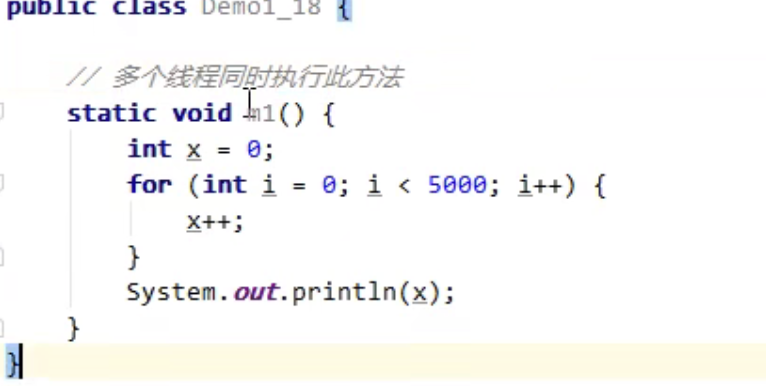 public class Demo1_18 {
// 多个线程同时执行此方法
static void m1() {
int x = 0;
for (int i = 0; i < 5000; i++) {
x++;
}
System.out.println(x);
}
}